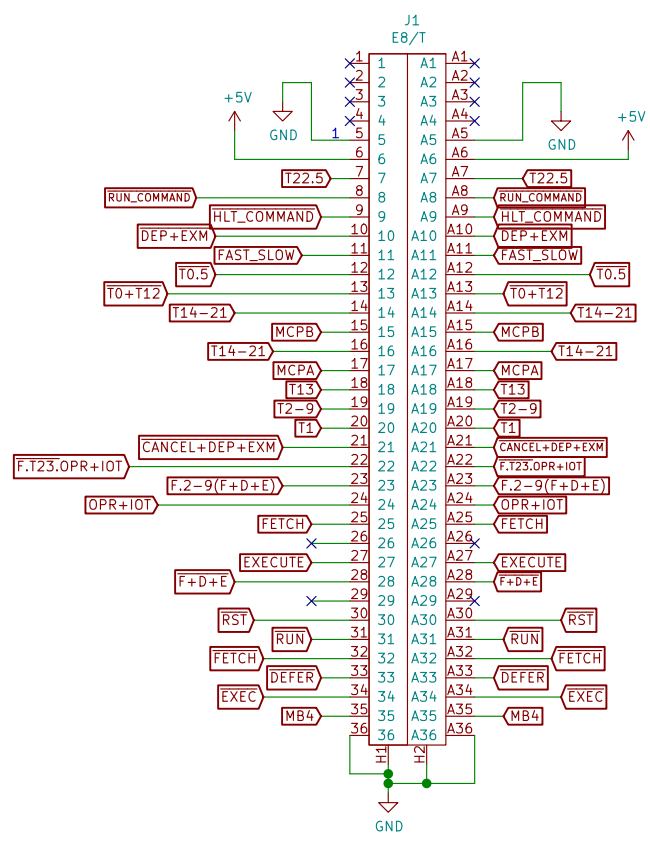 J1
E8/T
1 1 A1 A1
2 2 A2 A2
3 3 A3 A3
+5V
4 4 A4 A4
+5V
GND
1 5 5 A5 A5
GND
6 6 A6 A6
T22.5 7 7 A7 A7 T22.5
RUN_COMMAND 8 8 A8 A8 RUN_COMMAND
HLT_COMMAND 9 9 A9 A9 HLT_COMMAND
DEP+EXM 10 10 A10 A10 DEP+EXM
FAST_SLOW 11 11 A11 A11 FAST_SLOW
T0.5 12 12 A12 A12 T0.5
T0+T12 13 13 A13 A13 T0+T12
T14-21 14 14 A14 A14 T14-21
MCPB 15 15 A15 A15 MCPB
T14-21 16 16 A16 A16 T14-21
MCPA 17 17 A17 A17 MCPA
T13 18 18 A18 A18 T13
T2-9 19 19 A19 A19 T2-9
T1 20 20 A20 A20 T1
CANCEL+DEP+EXM 21 21 A21 A21 CANCEL+DEP+EXM
F.T23.OPR+IOT 22 22 A22 A22 F.T23.OPR+IOT
F.2-9(F+D+E) 23 23 A23 A23 F.2-9(F+D+E)
OPR+IOT 24 24 A24 A24 OPR+IOT
FETCH 25 25 A25 A25 FETCH
26 26 A26 A26
EXECUTE 27 27 A27 A27 EXECUTE
F+D+E 28 28 A28 A28 F+D+E
29 29 A29 A29
RST 30 30 A30 A30 RST
RUN 31 31 A31 A31 RUN
FETCH 32 32 A32 A32 FETCH
DEFER 33 33 A33 A33 DEFER
EXEC 34 34 A34 A34 EXEC
MB4 35 35 A35 A35 MB4
36 36 A36 A36
H1 H2
GND